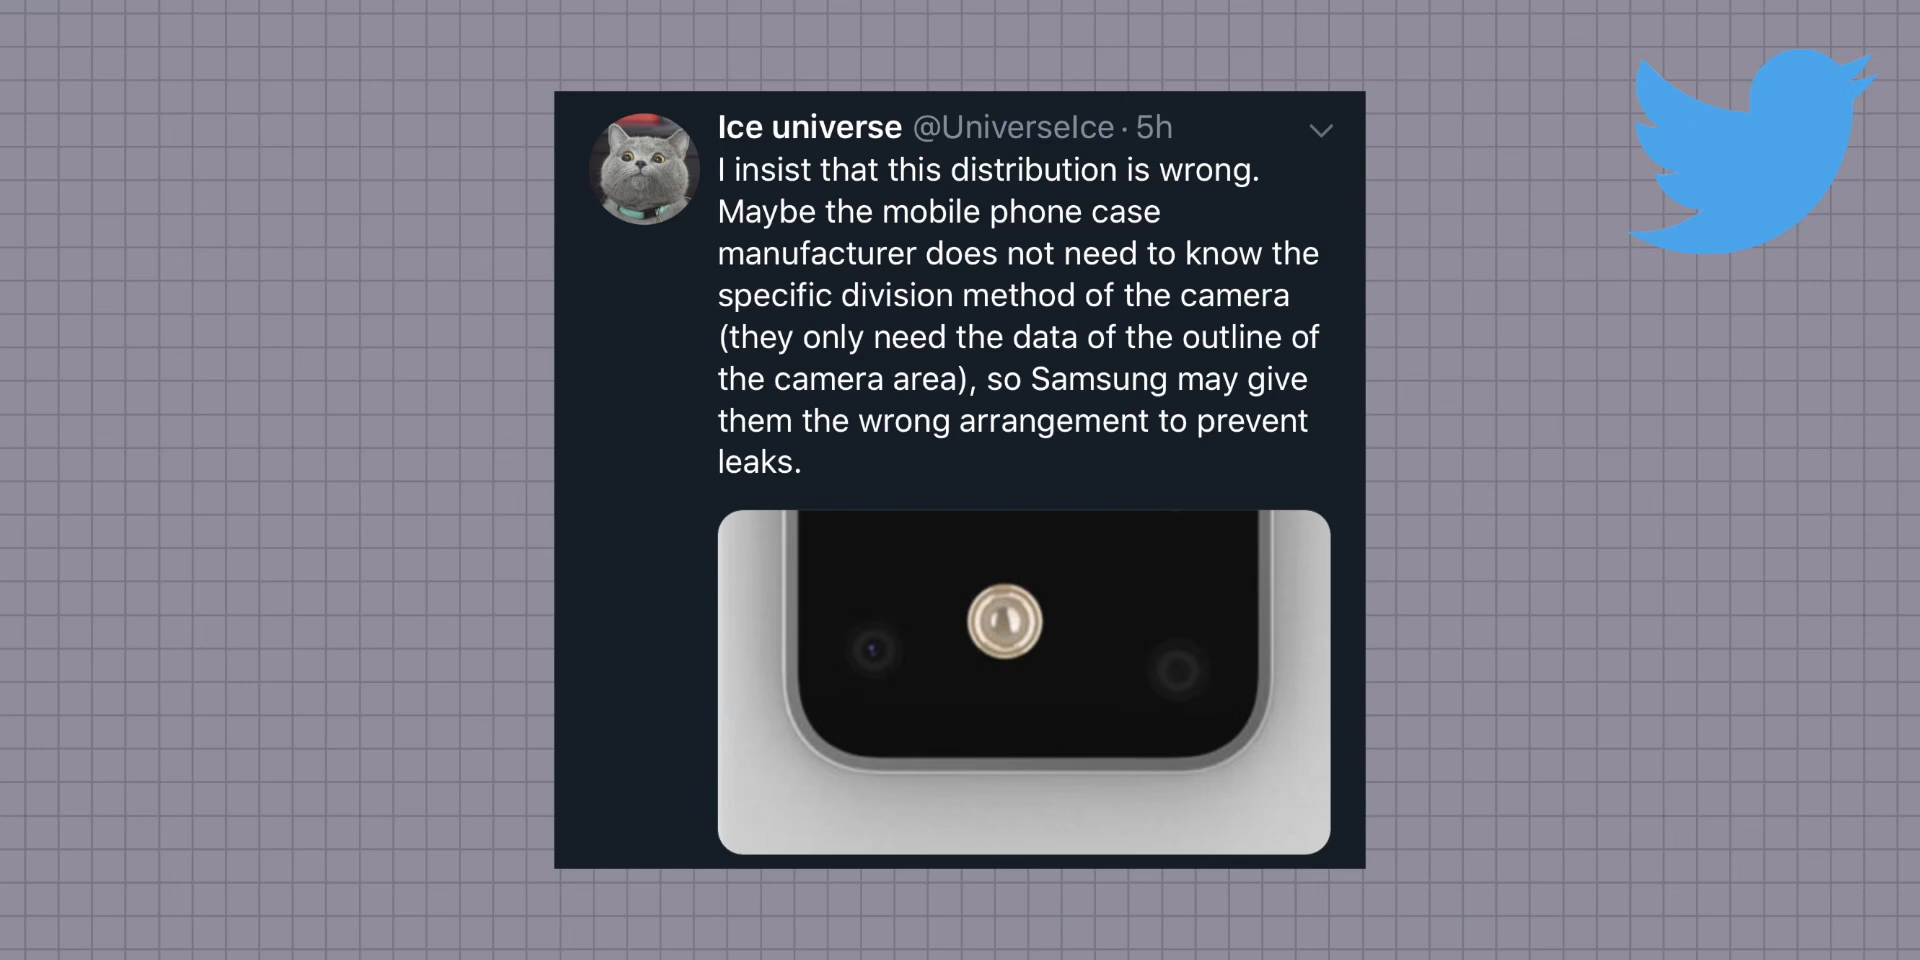 Ice universe @UniverseIce · 5h
I insist that this distribution is wrong.
Maybe the mobile phone case
manufacturer does not need to know the
specific division method of the camera
(they only need the data of the outline of
the camera area), so Samsung may give
them the wrong arrangement to prevent
leaks.